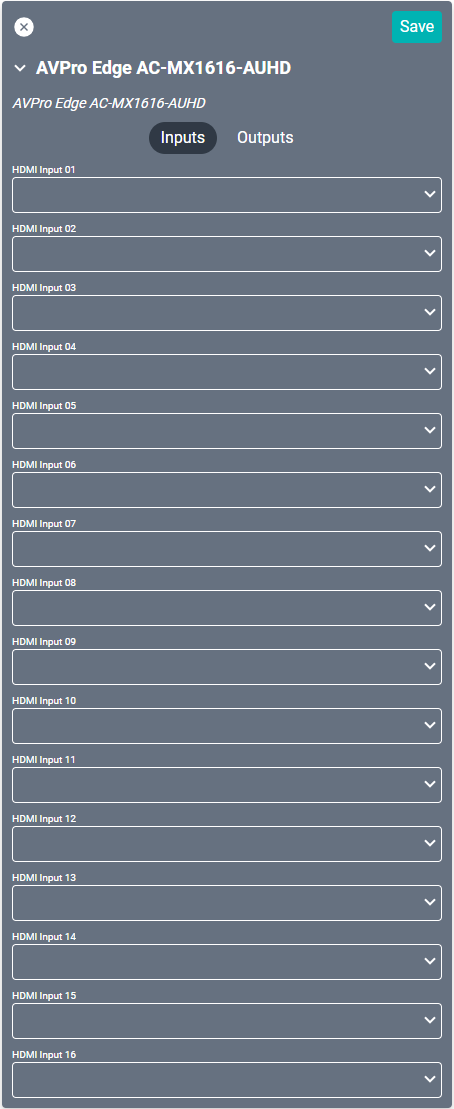 Save
AVPro Edge AC-MX1616-AUHD
AVPro Edge AC-MX1616-AUHD
Inputs Outputs
HDMI Input 01
HDMI Input 02
HDMI Input 03
HDMI Input 04
HDMI Input 05
HDMI Input 06
HDMI Input 07
HDMI Input 08
HDMI Input 09
HDMI Input 10
HDMI Input 11
HDMI Input 12
HDMI Input 13
HDMI Input 14
HDMI Input 15
HDMI Input 16